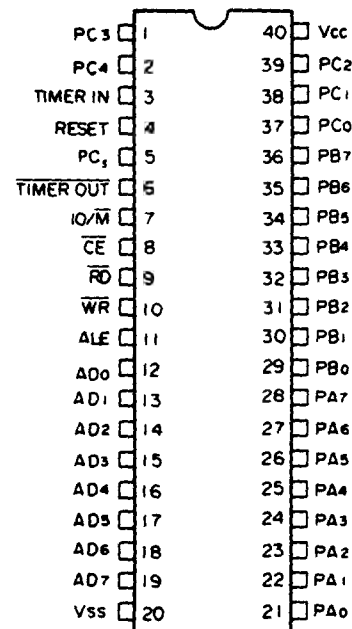 PC3 1 40 Vcc
PC4 2 39 PC2
TIMER IN 3 38 PC1
RESET 4 37 PC0
PC5 5 36 PB7
TIMER OUT 6 35 PB6
IO/M 7 34 PB5
CE 8 33 PB4
RD 9 32 PB3
WR 10 31 PB2
ALE 11 30 PB1
AD0 12 29 PB0
AD1 13 28 PA7
AD2 14 27 PA6
AD3 15 26 PA5
AD4 16 25 PA4
AD5 17 24 PA3
AD6 18 23 PA2
AD7 19 22 PA1
Vss 20 21 PA0